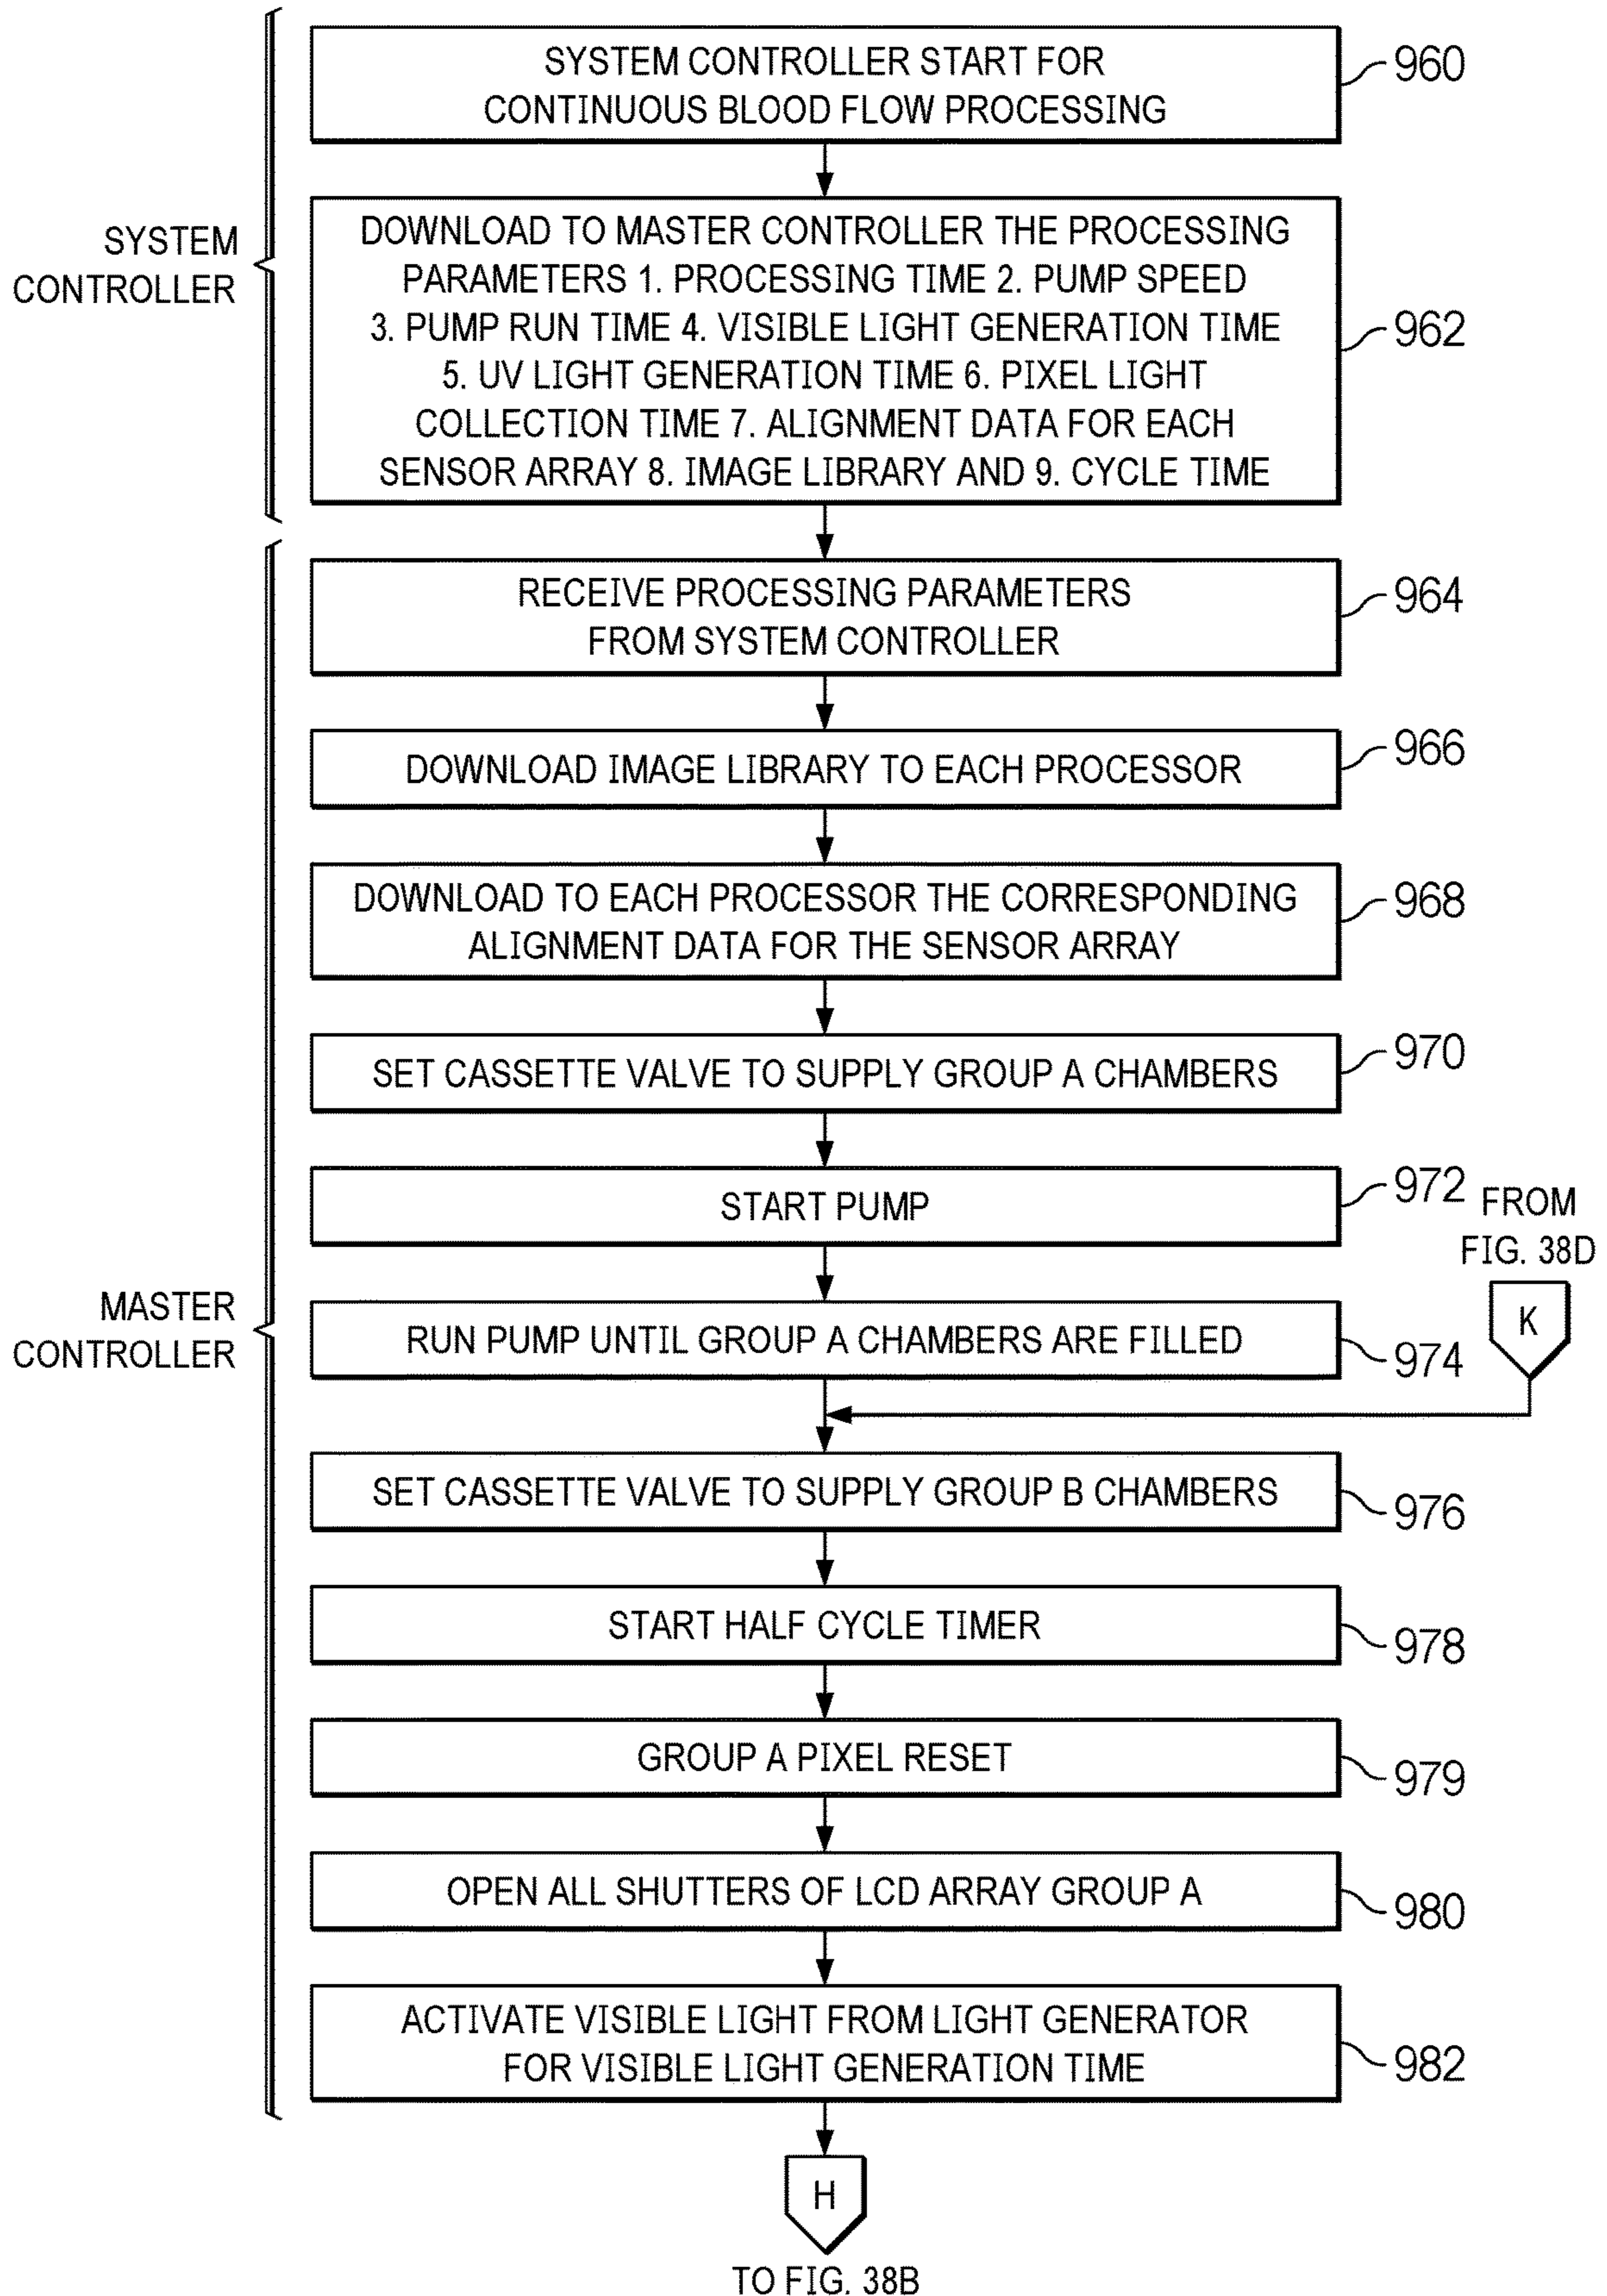 SYSTEM CONTROLLER START FOR
CONTINUOUS BLOOD FLOW PROCESSING
960
SYSTEM
CONTROLLER
DOWNLOAD TO MASTER CONTROLLER THE PROCESSING
PARAMETERS 1. PROCESSING TIME 2. PUMP SPEED
3. PUMP RUN TIME 4. VISIBLE LIGHT GENERATION TIME
5. UV LIGHT GENERATION TIME 6. PIXEL LIGHT
COLLECTION TIME 7. ALIGNMENT DATA FOR EACH
SENSOR ARRAY 8. IMAGE LIBRARY AND 9. CYCLE TIME
962
RECEIVE PROCESSING PARAMETERS
FROM SYSTEM CONTROLLER
964
DOWNLOAD IMAGE LIBRARY TO EACH PROCESSOR
966
DOWNLOAD TO EACH PROCESSOR THE CORRESPONDING
ALIGNMENT DATA FOR THE SENSOR ARRAY
968
SET CASSETTE VALVE TO SUPPLY GROUP A CHAMBERS
970
START PUMP
972
FROM
FIG. 38D
K
MASTER
CONTROLLER
RUN PUMP UNTIL GROUP A CHAMBERS ARE FILLED
974
SET CASSETTE VALVE TO SUPPLY GROUP B CHAMBERS
976
START HALF CYCLE TIMER
978
GROUP A PIXEL RESET
979
OPEN ALL SHUTTERS OF LCD ARRAY GROUP A
980
ACTIVATE VISIBLE LIGHT FROM LIGHT GENERATOR
FOR VISIBLE LIGHT GENERATION TIME
982
H
TO FIG. 38B